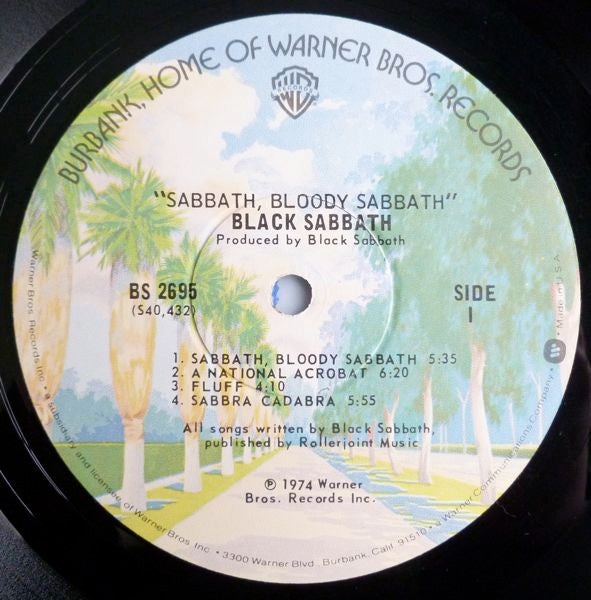 BURBANK, HOME OF WARNER BROS. RECORDS
RECORDS
"SABBATH, BLOODY SABBATH"
BLACK SABBATH
Produced by Black Sabbath
BS 2695
(S40,432)
SIDE
1
1. SABBATH, BLOODY SABBATH 5:35
2. A NATIONAL ACROBAT 6:20
3. FLUFF 4:10
4. SABBRA CADABRA 5:55
All songs written by Black Sabbath,
published by Rollerjoint Music
℗ 1974 Warner
Bros. Records Inc.
Warner Bros. Records Inc. • a subsidiary and licensee of Warner Bros. Inc. • 3300 Warner Blvd., Burbank, Calif. 91510 • a Warner Communications Company • Made in U.S.A.